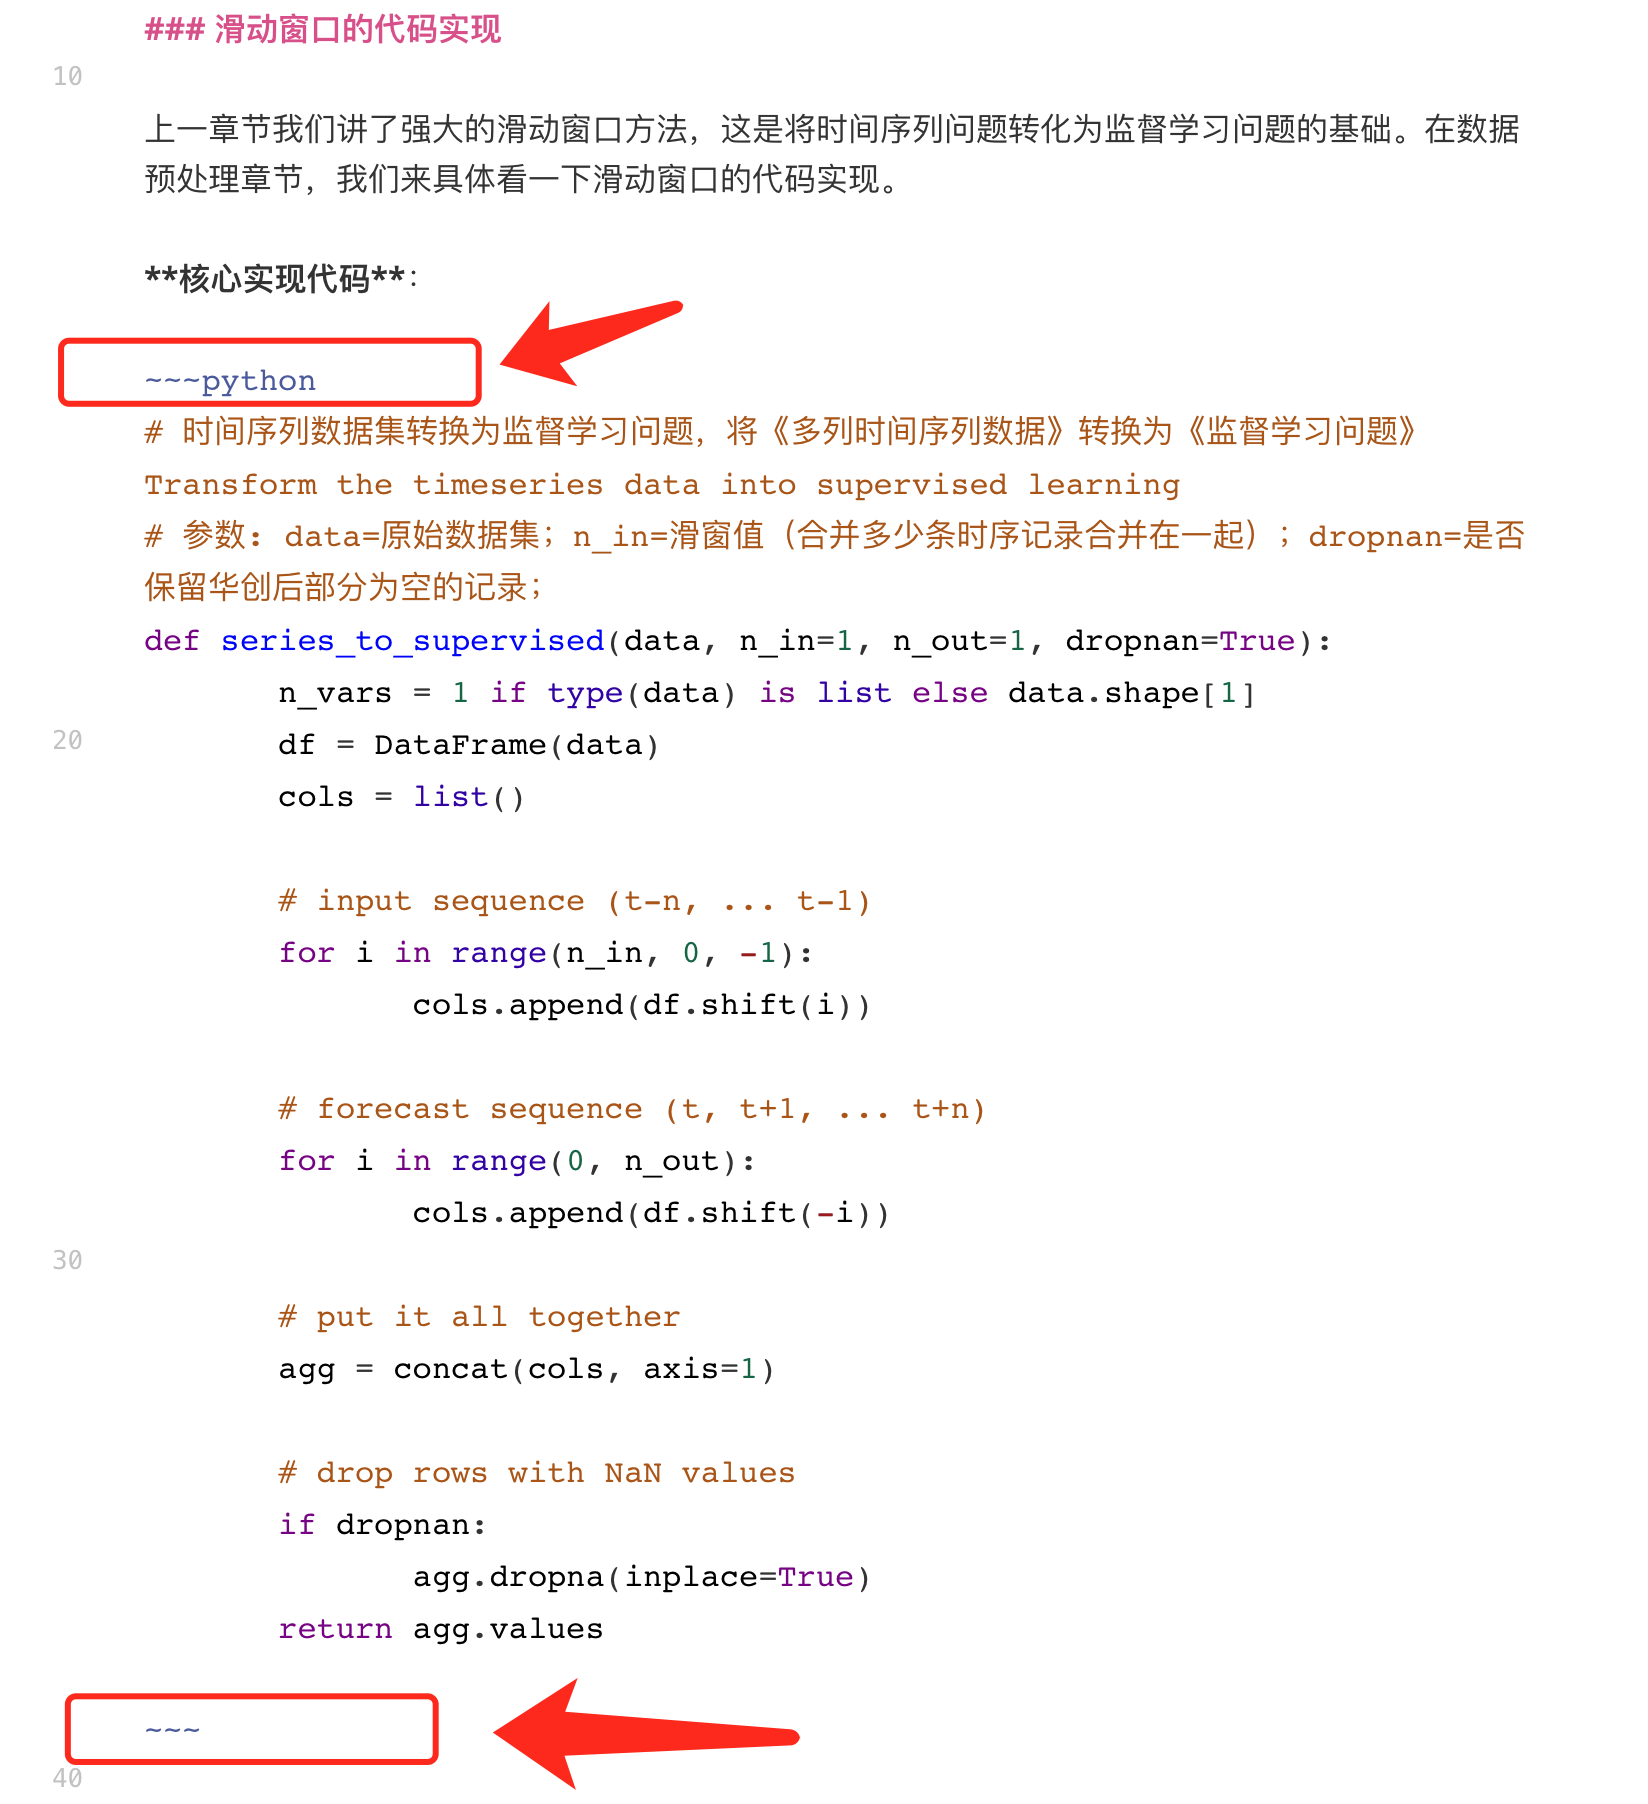 ### 滑动窗口的代码实现
10
上一章节我们讲了强大的滑动窗口方法，这是将时间序列问题转化为监督学习问题的基础。在数据
预处理章节，我们来具体看一下滑动窗口的代码实现。
**核心实现代码**：
~~~python
# 时间序列数据集转换为监督学习问题，将《多列时间序列数据》转换为《监督学习问题》
Transform the timeseries data into supervised learning
# 参数：data=原始数据集；n_in=滑窗值（合并多少条时序记录合并在一起）；dropnan=是否
保留华创后部分为空的记录；
def series_to_supervised(data, n_in=1, n_out=1, dropnan=True):
n_vars = 1 if type(data) is list else data.shape[1]
20
df = DataFrame(data)
cols = list()
# input sequence (t-n, ... t-1)
for i in range(n_in, 0, -1):
cols.append(df.shift(i))
# forecast sequence (t, t+1, ... t+n)
for i in range(0, n_out):
cols.append(df.shift(-i))
30
# put it all together
agg = concat(cols, axis=1)
# drop rows with NaN values
if dropnan:
agg.dropna(inplace=True)
return agg.values
~~~
40